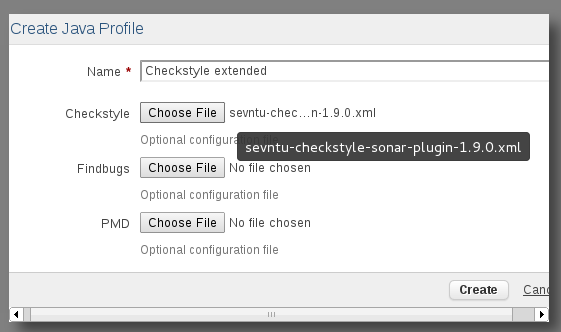 Create Java Profile
Name * Checkstyle extended
Checkstyle Choose File sevntu-chec...n-1.9.0.xml
Optional configuration file
sevntu-checkstyle-sonar-plugin-1.9.0.xml
Findbugs Choose File No file chosen
Optional configuration file
PMD Choose File No file chosen
Optional configuration file
Create Canc